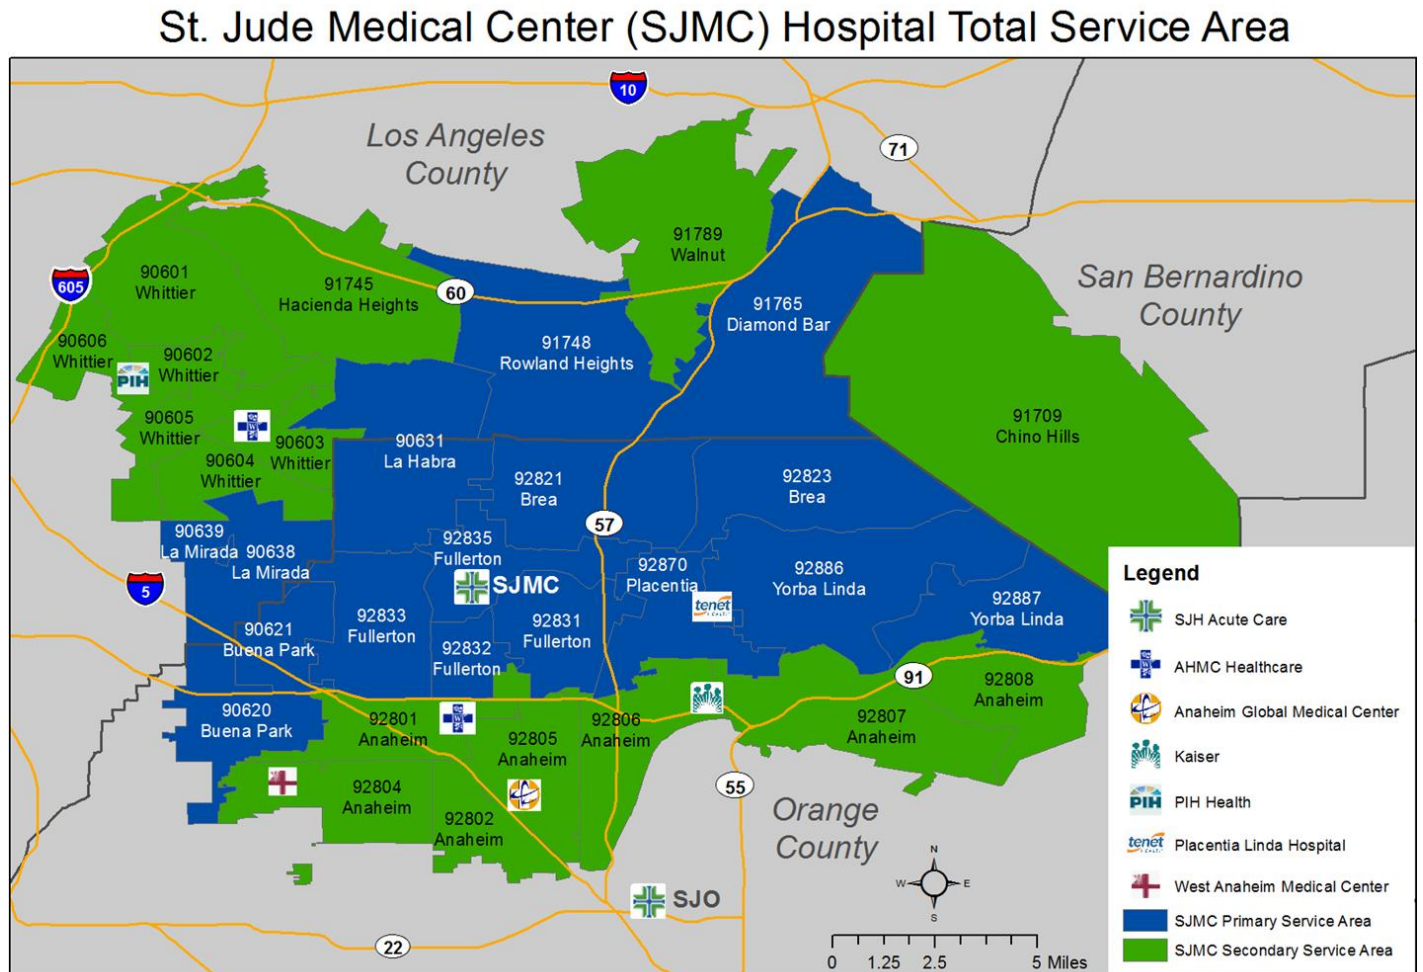 St. Jude Medical Center (SJMC) Hospital Total Service Area
10
Los Angeles
County
71
91789
Walnut
605
90601
Whittier
91745
Hacienda Heights
60
San Bernardino
County
91765
Diamond Bar
90606
Whittier
90602
Whittier
91748
Rowland Heights
PIH
90605
Whittier
90603
Whittier
90604
Whittier
90631
La Habra
91709
Chino Hills
92821
Brea
92823
Brea
57
90639
La Mirada
90638
La Mirada
92835
Fullerton
SJMC
92870
Placentia
tenet
92886
Yorba Linda
92887
Yorba Linda
5
90621
Buena Park
92833
Fullerton
92831
Fullerton
92832
Fullerton
91
92808
Anaheim
90620
Buena Park
92801
Anaheim
92805
Anaheim
92806
Anaheim
92807
Anaheim
92804
Anaheim
92802
Anaheim
55
Orange
County
SJO
22
N
W
E
S
0 1.25 2.5 5 Miles
Legend
SJH Acute Care
AHMC Healthcare
Anaheim Global Medical Center
Kaiser
PIH
PIH Health
tenet
Placentia Linda Hospital
West Anaheim Medical Center
SJMC Primary Service Area
SJMC Secondary Service Area